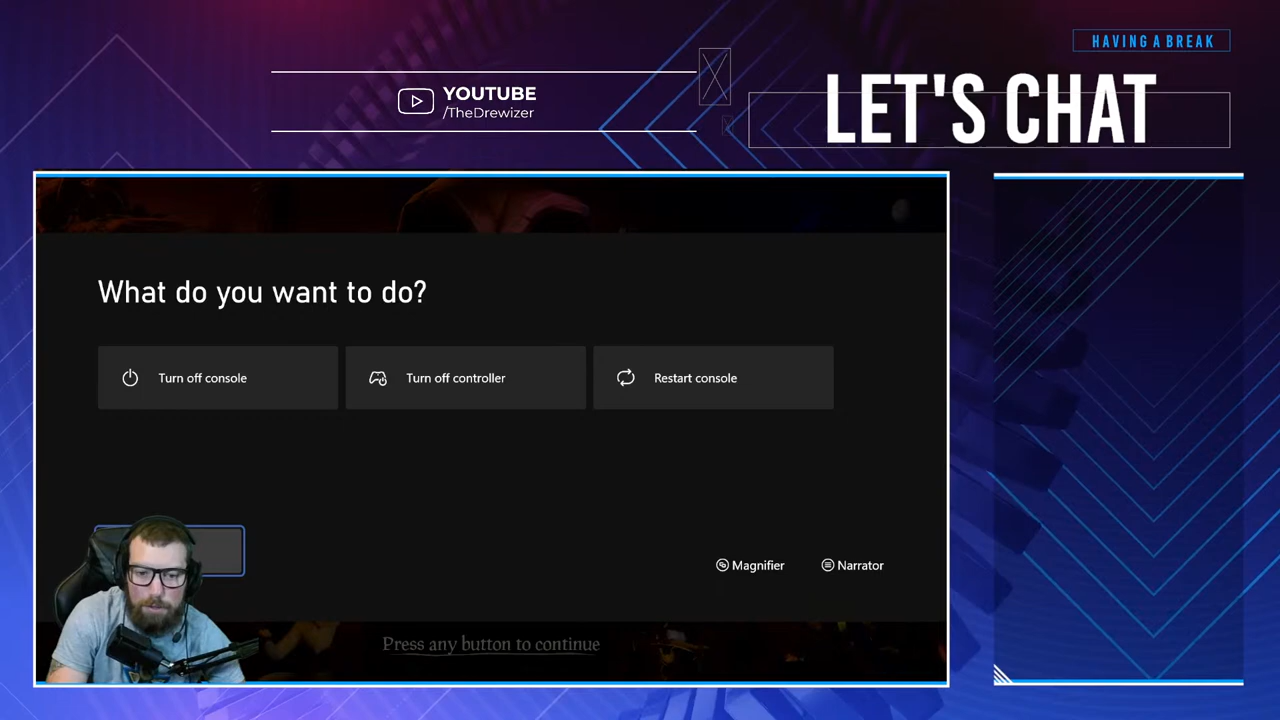 HAVING A BREAK
LET'S CHAT
YOUTUBE
/TheDrewizer
What do you want to do?
Turn off console
Turn off controller
Restart console
Magnifier
Narrator
Press any button to continue